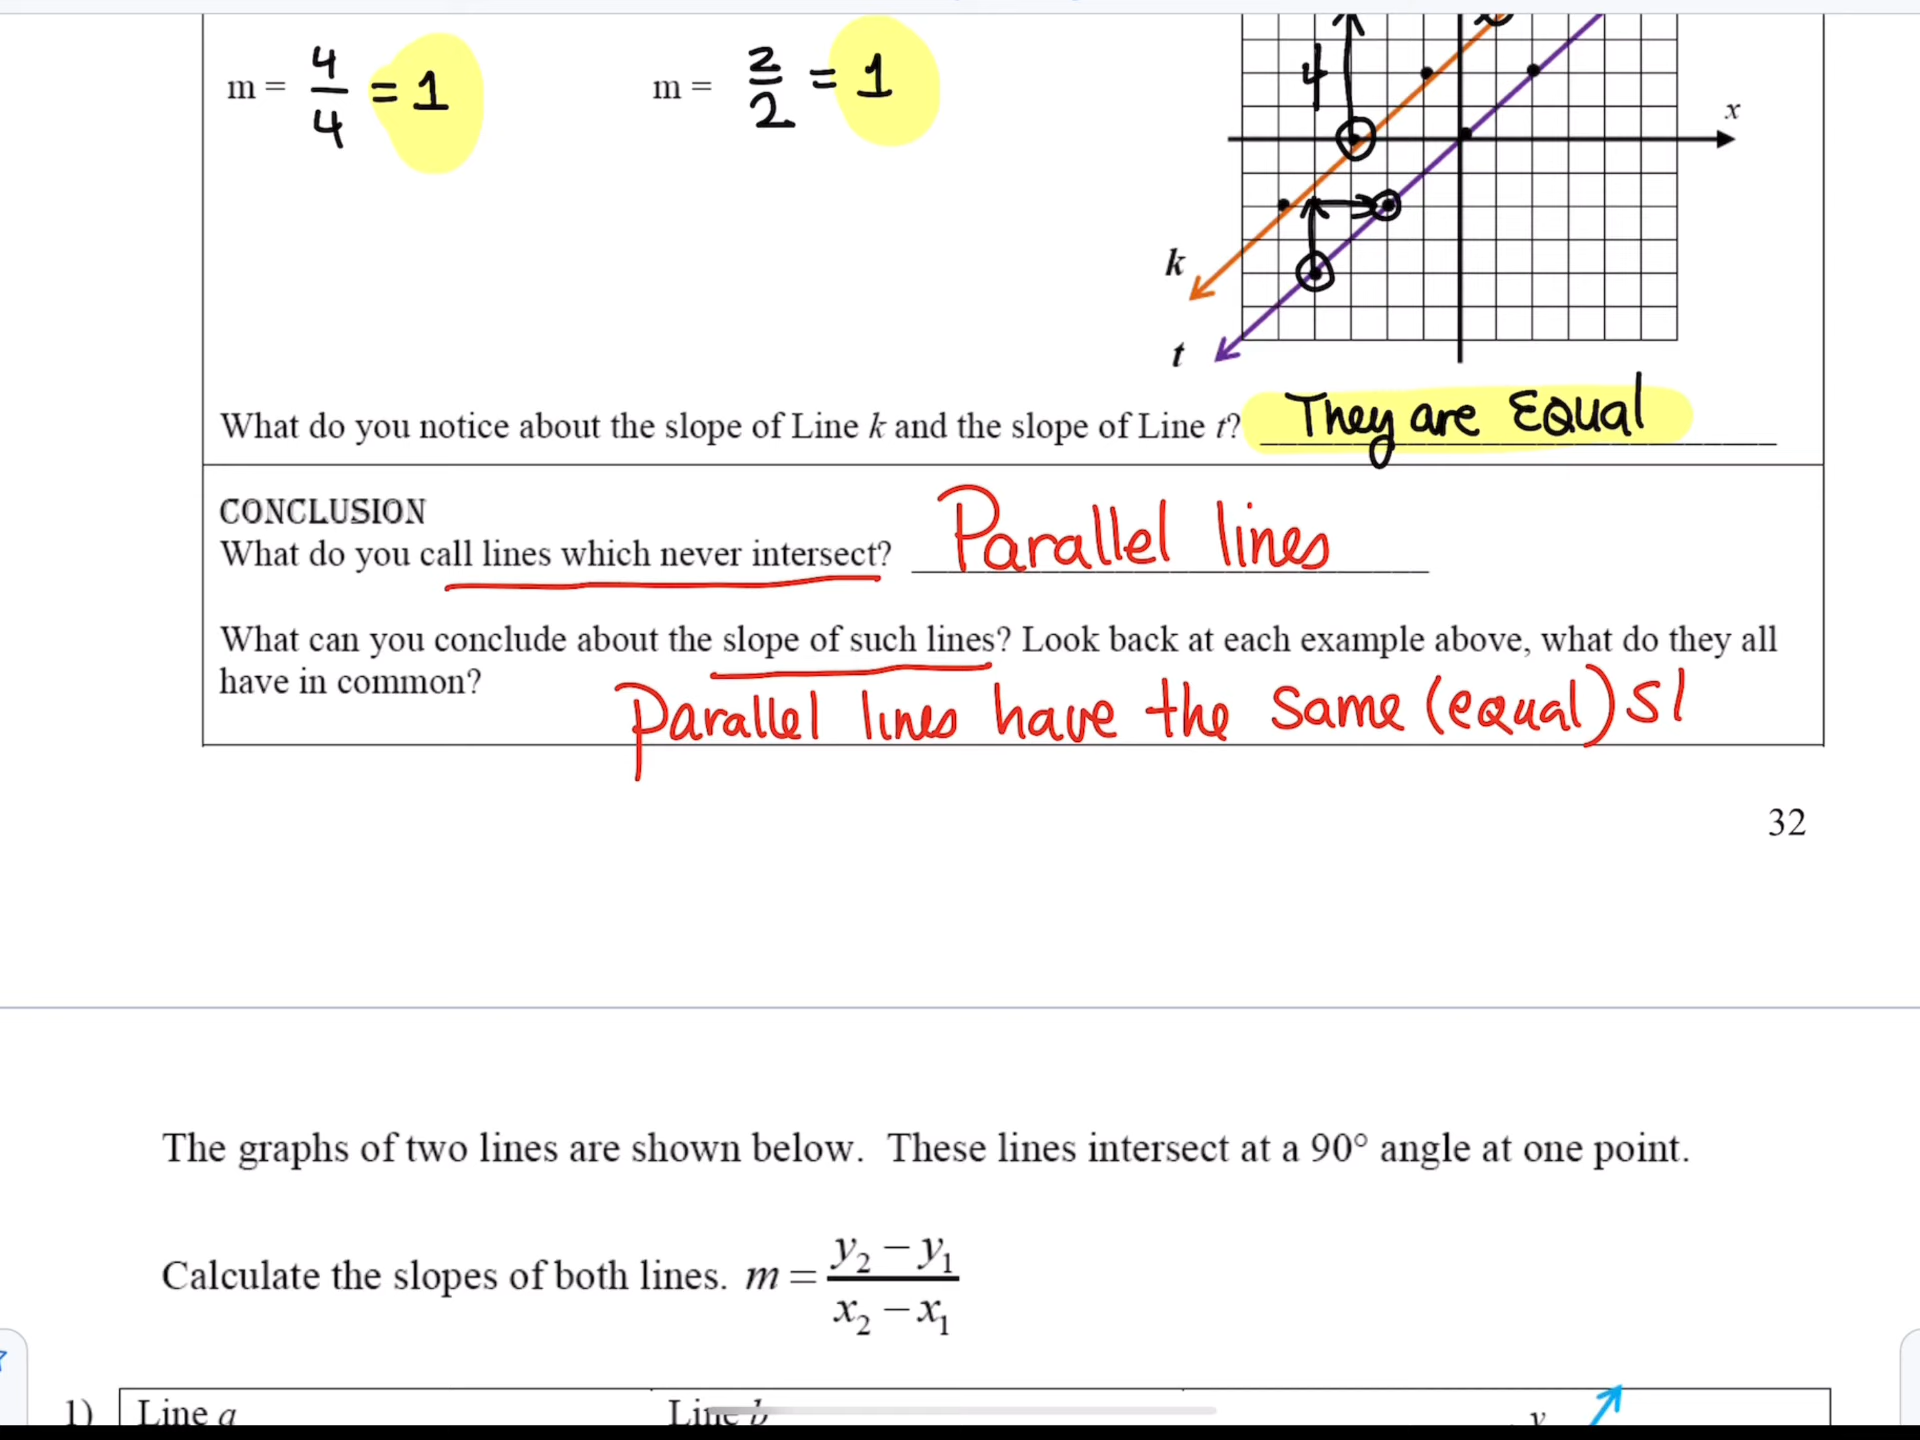 m = 4/4 = 1
m = 2/2 = 1
4
x
k
t
What do you notice about the slope of Line k and the slope of Line t? They are Equal
CONCLUSION
What do you call lines which never intersect? Parallel lines
What can you conclude about the slope of such lines? Look back at each example above, what do they all
have in common? Parallel lines have the same (equal) sl
32
The graphs of two lines are shown below. These lines intersect at a 90° angle at one point.
Calculate the slopes of both lines. m = y₂ − y₁ / x₂ − x₁
1) Line a
Line b
y